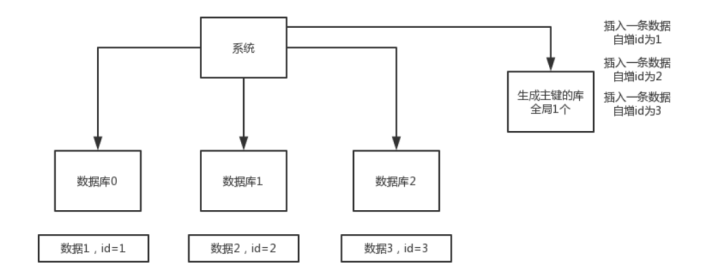 系统
插入一条数据
自增id为1
插入一条数据
自增id为2
插入一条数据
自增id为3
生成主键的库
全局1个
数据库0
数据库1
数据库2
数据1，id=1
数据2，id=2
数据3，id=3